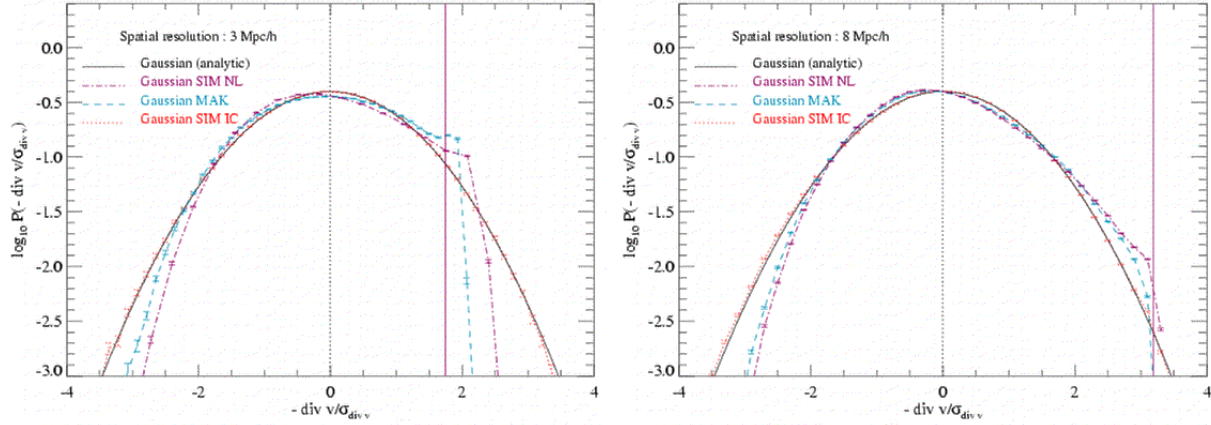 Spatial resolution : 3 Mpc/h
Gaussian (analytic)
Gaussian SIM NL
Gaussian MAK
Gaussian SIM IC
0.0
-0.5
-1.0
-1.5
-2.0
-2.5
-3.0
log10 P(- div v/σdiv v)
-4
-2
0
2
4
- div v/σdiv v
Spatial resolution : 8 Mpc/h
Gaussian (analytic)
Gaussian SIM NL
Gaussian MAK
Gaussian SIM IC
0.0
-0.5
-1.0
-1.5
-2.0
-2.5
-3.0
log10 P(- div v/σdiv v)
-4
-2
0
2
4
- div v/σdiv v